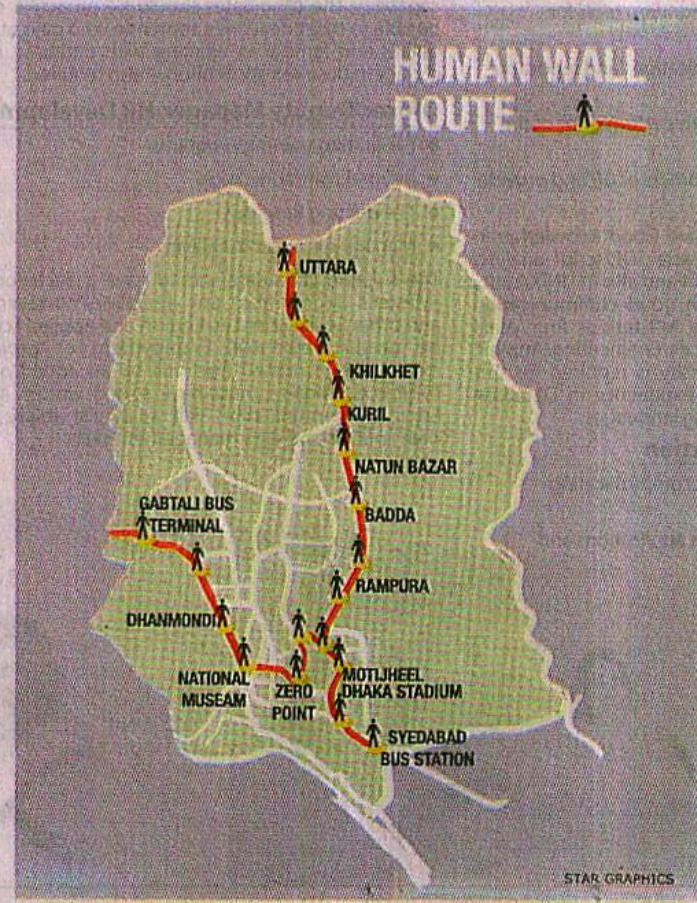 HUMAN WALL
ROUTE
UTTARA
KHILKHET
KURIL
NATUN BAZAR
BADDA
GABTALI BUS
TERMINAL
RAMPURA
DHANMONDI
NATIONAL
MUSEAM
ZERO
POINT
MOTIJHEEL
DHAKA STADIUM
SYEDABAD
BUS STATION
STAR GRAPHICS